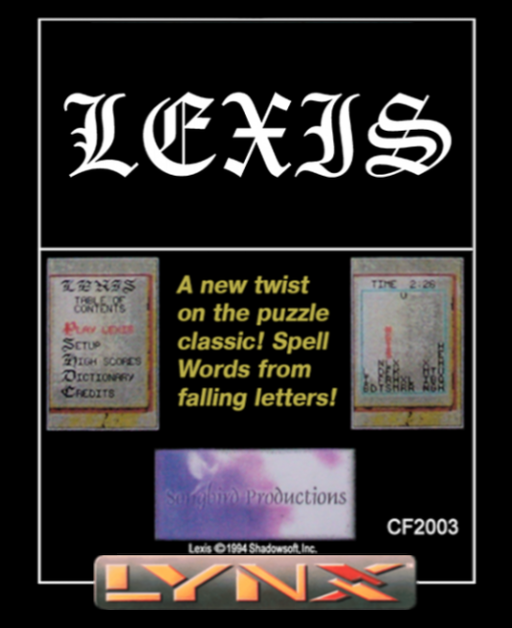 LEXIS
LEXIS
TABLE OF
CONTENTS
PLAY LEXIS
SETUP
HIGH SCORES
DICTIONARY
CREDITS
A new twist
on the puzzle
classic! Spell
Words from
falling letters!
TIME 2:26
U
Songbird Productions
CF2003
Lexis ©1994 Shadowsoft, Inc.
LYNX